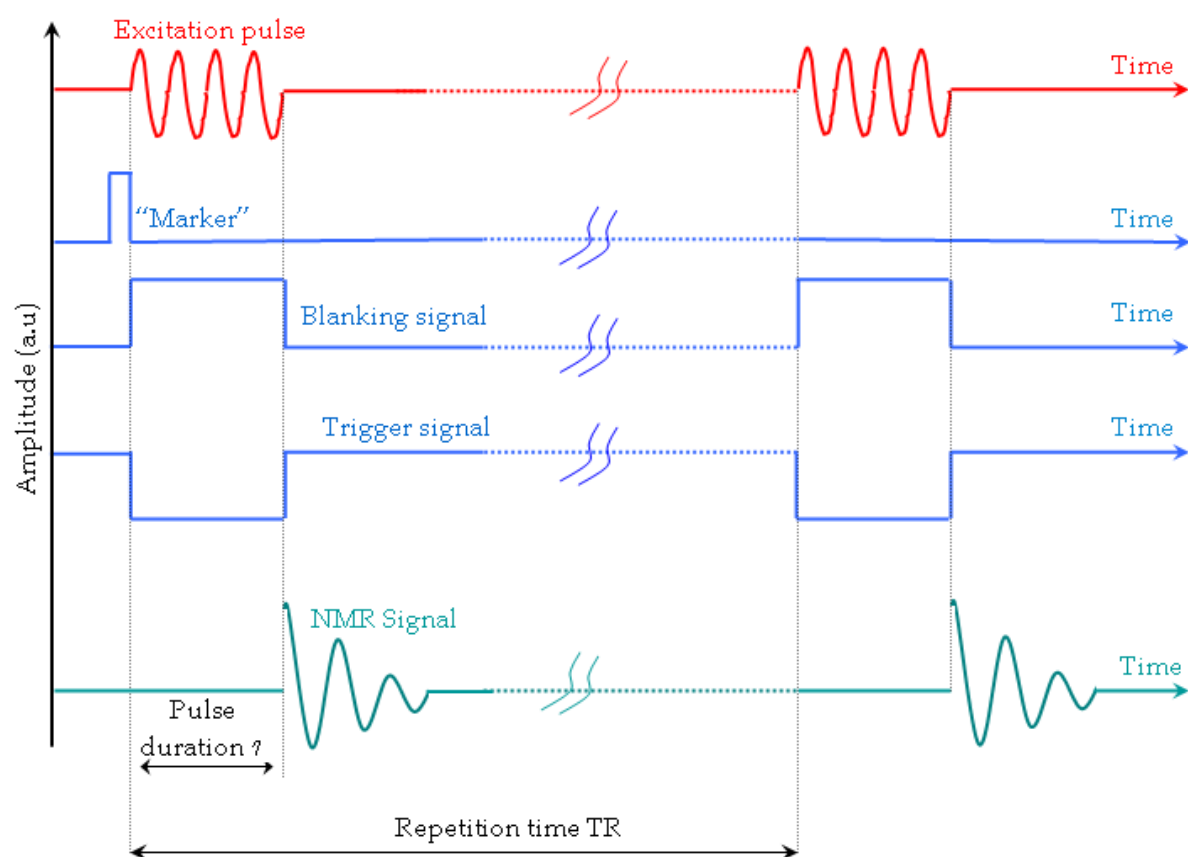 Excitation pulse
Time
“Marker”
Time
Blanking signal
Time
Trigger signal
Time
Amplitude (a.u)
NMR Signal
Time
Pulse
duration
Repetition time TR